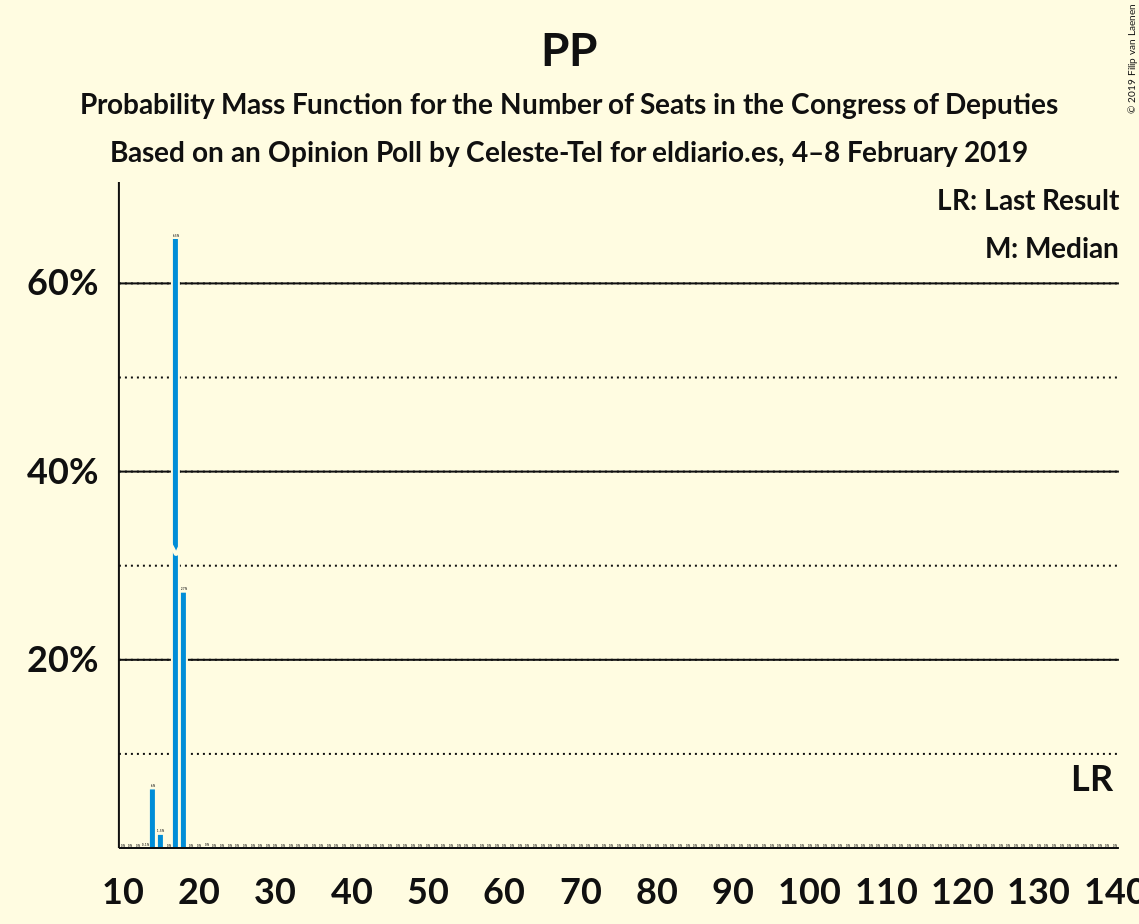 PP
Probability Mass Function for the Number of Seats in the Congress of Deputies
Based on an Opinion Poll by Celeste-Tel for eldiario.es, 4–8 February 2019
© 2019 Filip van Laenen
LR: Last Result
M: Median
60%
40%
20%
LR
10 20 30 40 50 60 70 80 90 100 110 120 130 140